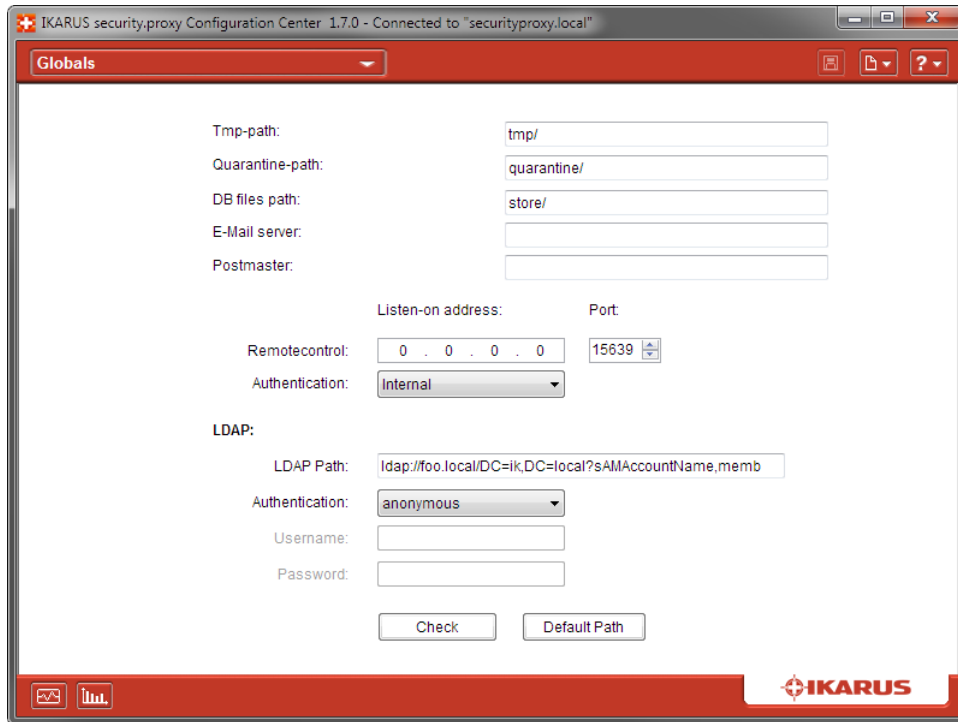 IKARUS security.proxy Configuration Center 1.7.0 - Connected to "securityproxy.local"
Globals
?
Tmp-path: tmp/
Quarantine-path: quarantine/
DB files path: store/
E-Mail server:
Postmaster:
Listen-on address: Port:
Remotecontrol: 0 . 0 . 0 . 0 15639
Authentication: Internal
LDAP:
LDAP Path: ldap://foo.local/DC=ik,DC=local?sAMAccountName,memb
Authentication: anonymous
Username:
Password:
Check Default Path
IKARUS